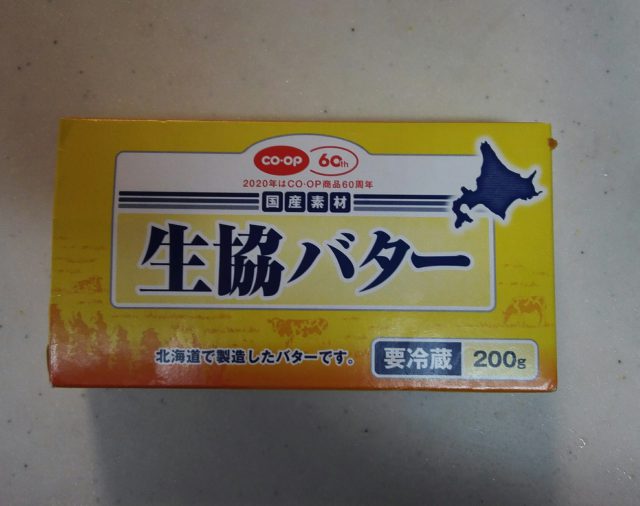 CO·OP 60th
2020年はCO·OP商品60周年
国産素材
生協バター
北海道で製造したバターです。
要冷蔵 200g